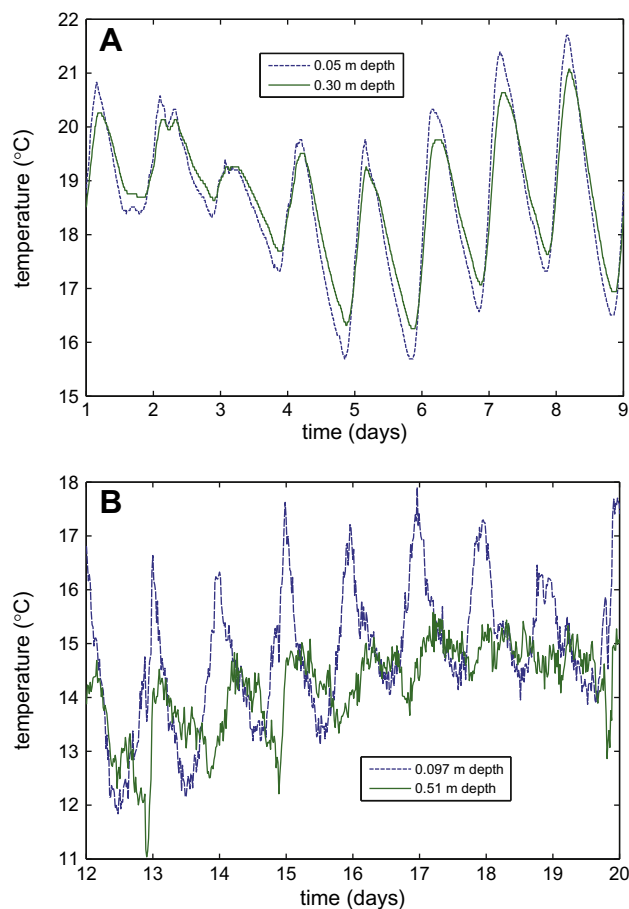 A
0.05 m depth
0.30 m depth
22
21
20
19
18
17
16
15
temperature (°C)
1 2 3 4 5 6 7 8 9
time (days)
B
18
17
16
15
14
13
12
11
temperature (°C)
0.097 m depth
0.51 m depth
12 13 14 15 16 17 18 19 20
time (days)